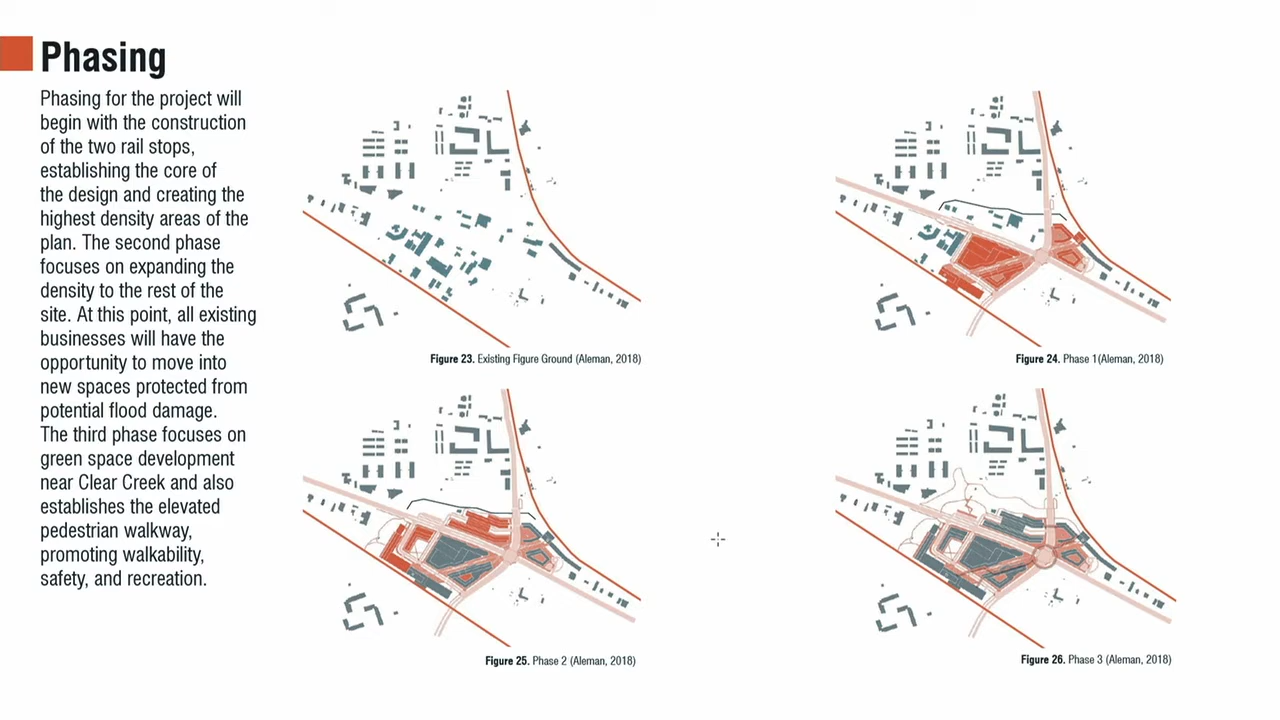 Phasing
Phasing for the project will
begin with the construction
of the two rail stops,
establishing the core of
the design and creating the
highest density areas of the
plan. The second phase
focuses on expanding the
density to the rest of the
site. At this point, all existing
businesses will have the
opportunity to move into
new spaces protected from
potential flood damage.
The third phase focuses on
green space development
near Clear Creek and also
establishes the elevated
pedestrian walkway,
promoting walkability,
safety, and recreation.
Figure 23. Existing Figure Ground (Aleman, 2018)
Figure 24. Phase 1(Aleman, 2018)
Figure 25. Phase 2 (Aleman, 2018)
Figure 26. Phase 3 (Aleman, 2018)